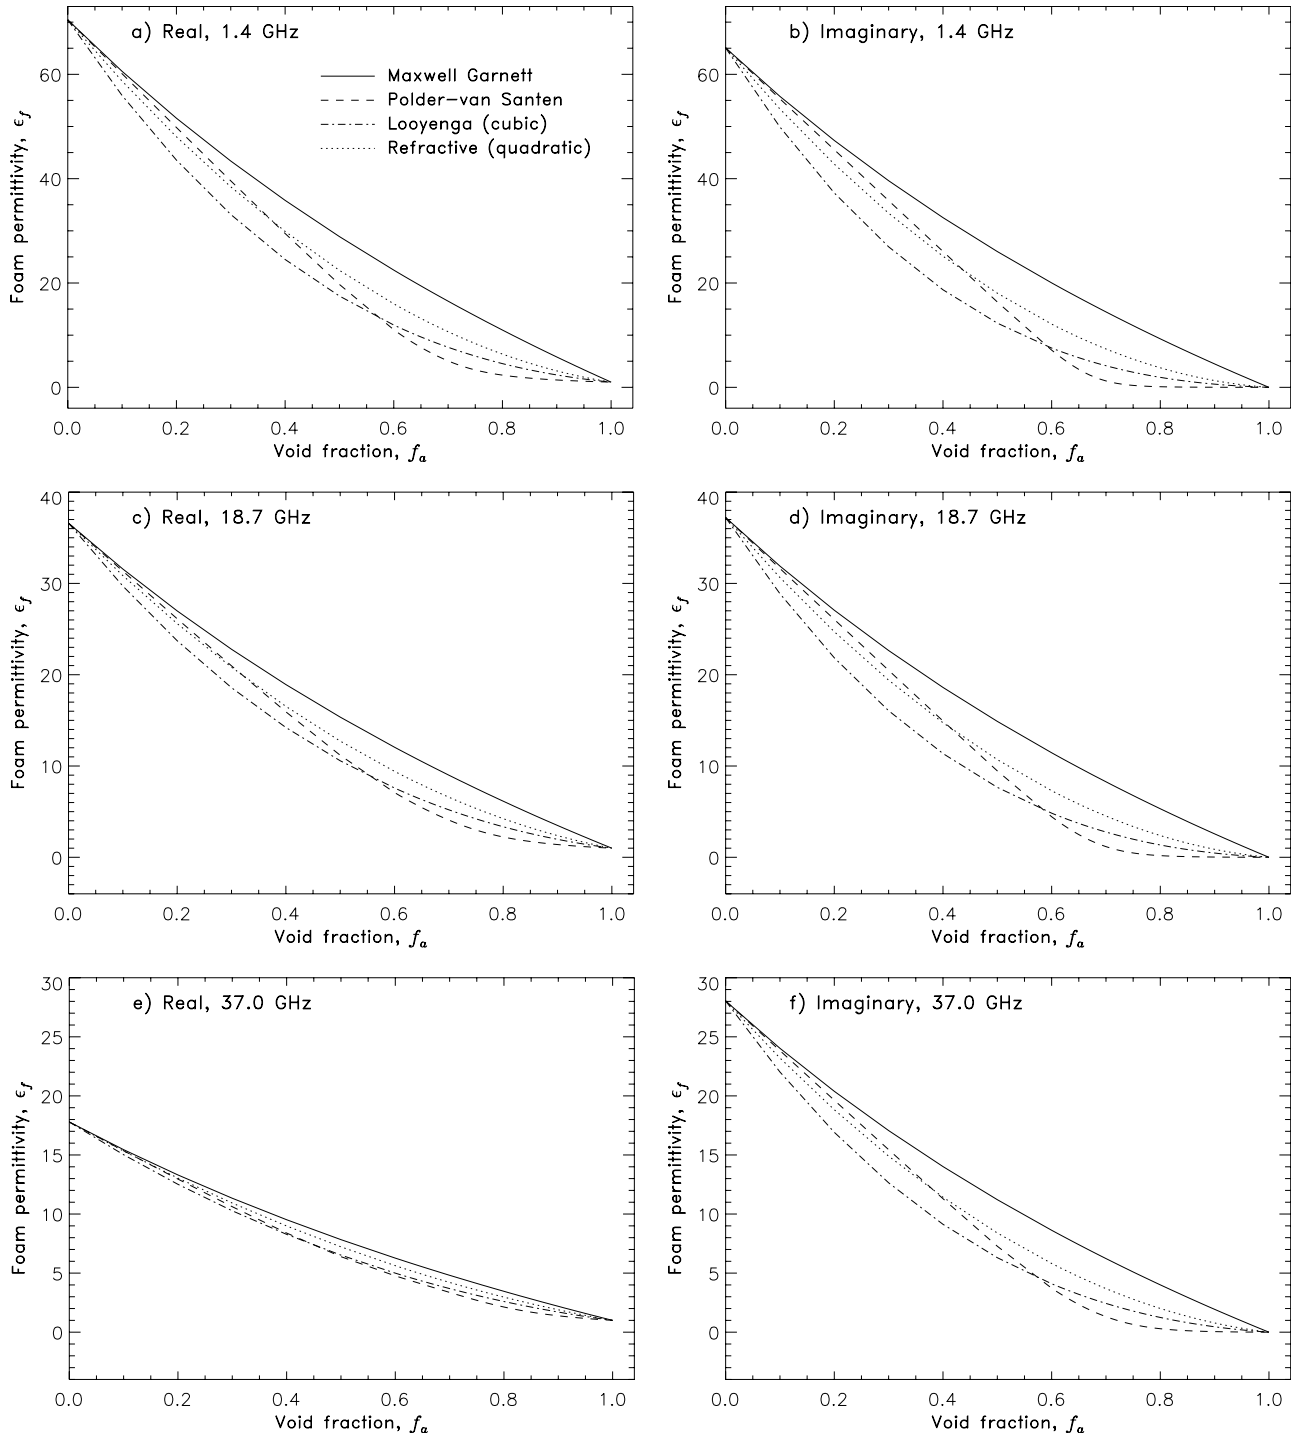 a) Real, 1.4 GHz
Maxwell Garnett
Polder−van Santen
Looyenga (cubic)
Refractive (quadratic)
60
40
20
0
Foam permittivity, ϵf
0.0 0.2 0.4 0.6 0.8 1.0
Void fraction, fa
b) Imaginary, 1.4 GHz
60
40
20
0
Foam permittivity, ϵf
0.0 0.2 0.4 0.6 0.8 1.0
Void fraction, fa
c) Real, 18.7 GHz
40
30
20
10
0
Foam permittivity, ϵf
0.0 0.2 0.4 0.6 0.8 1.0
Void fraction, fa
d) Imaginary, 18.7 GHz
40
30
20
10
0
Foam permittivity, ϵf
0.0 0.2 0.4 0.6 0.8 1.0
Void fraction, fa
e) Real, 37.0 GHz
30
25
20
15
10
5
0
Foam permittivity, ϵf
0.0 0.2 0.4 0.6 0.8 1.0
Void fraction, fa
f) Imaginary, 37.0 GHz
30
25
20
15
10
5
0
Foam permittivity, ϵf
0.0 0.2 0.4 0.6 0.8 1.0
Void fraction, fa